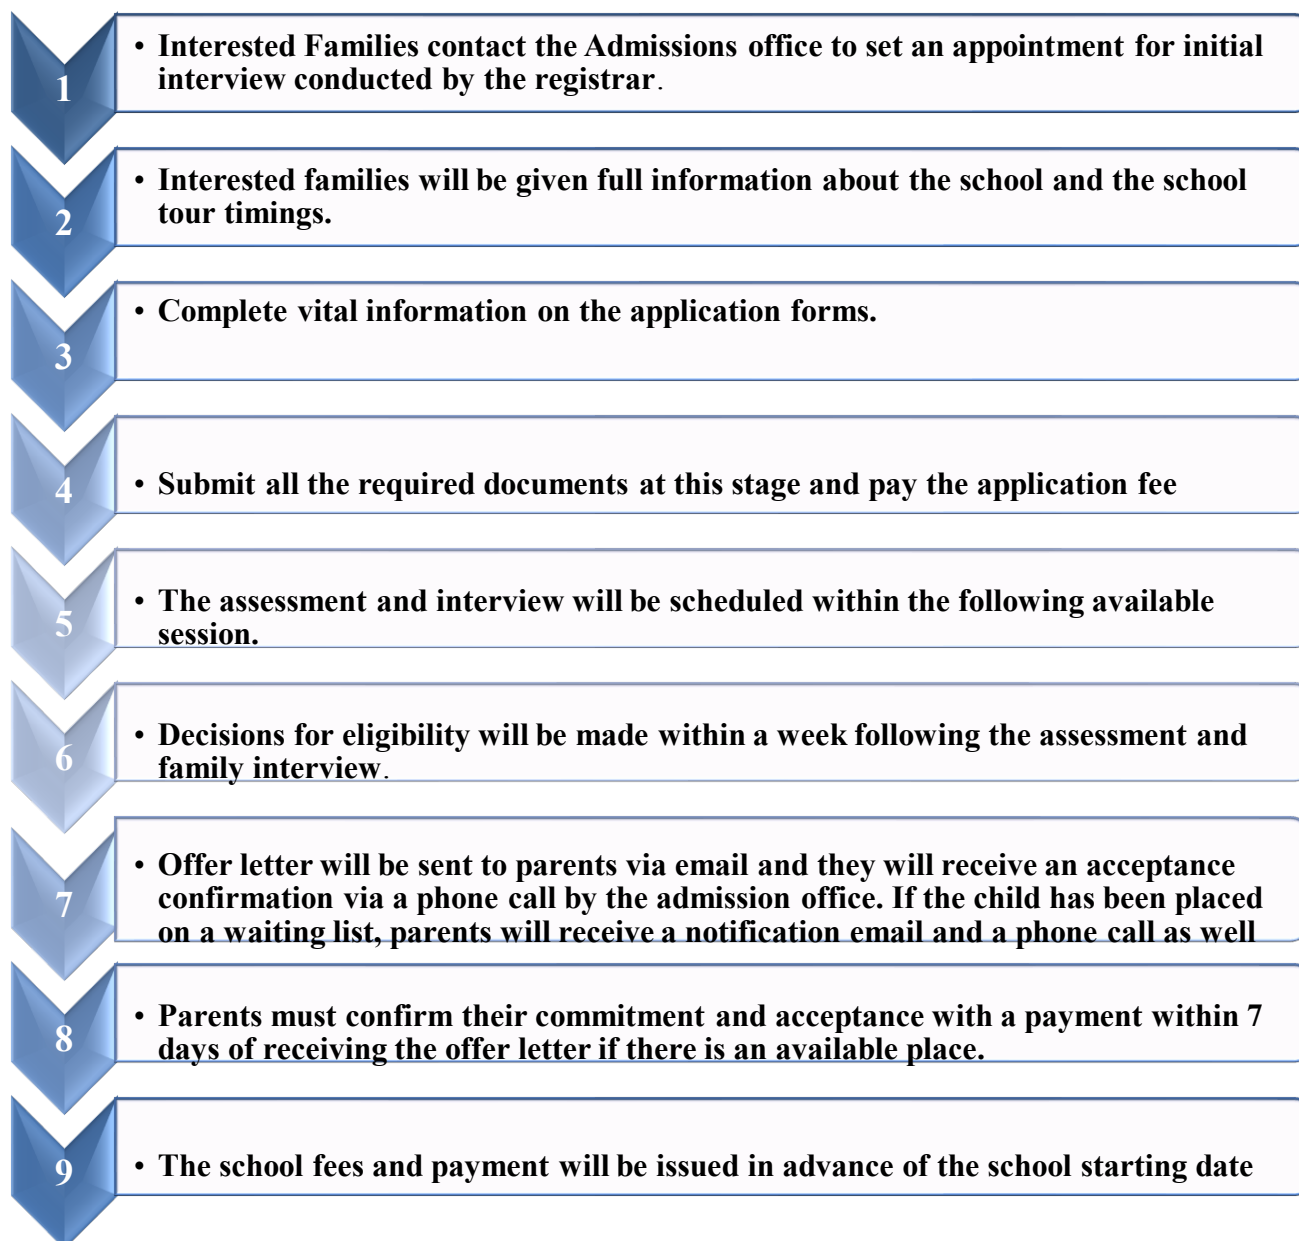 1
• Interested Families contact the Admissions office to set an appointment for initial
interview conducted by the registrar.
2
• Interested families will be given full information about the school and the school
tour timings.
3
• Complete vital information on the application forms.
4
• Submit all the required documents at this stage and pay the application fee
5
• The assessment and interview will be scheduled within the following available
session.
6
• Decisions for eligibility will be made within a week following the assessment and
family interview.
7
• Offer letter will be sent to parents via email and they will receive an acceptance
confirmation via a phone call by the admission office. If the child has been placed
on a waiting list, parents will receive a notification email and a phone call as well
8
• Parents must confirm their commitment and acceptance with a payment within 7
days of receiving the offer letter if there is an available place.
9
• The school fees and payment will be issued in advance of the school starting date